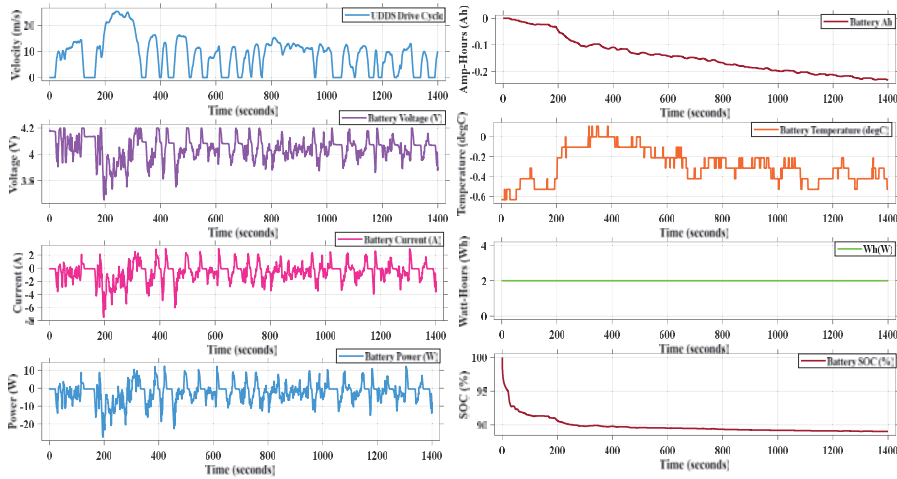 UDDS Drive Cycle
Velocity (m/s)
20
10
0
0 200 400 600 800 1000 1200 1400
Time (seconds)
Battery Voltage (V)
Voltage (V)
4.2
4
3.8
0 200 400 600 800 1000 1200 1400
Time (seconds)
Battery Current (A)
Current (A)
2
0
-2
-4
-6
0 200 400 600 800 1000 1200 1400
Time (seconds)
Battery Power (W)
Power (W)
10
0
-10
-20
0 200 400 600 800 1000 1200 1400
Time (seconds)
Battery Ah
Amp-Hours (Ah)
0
-0.1
-0.2
0 200 400 600 800 1000 1200 1400
Time (seconds)
Battery Temperature (degC)
Temperature (degC)
0
-0.2
-0.4
-0.6
0 200 400 600 800 1000 1200 1400
Time (seconds)
Wh(W)
Watt-Hours (Wh)
4
2
0
0 200 400 600 800 1000 1200 1400
Time (seconds)
Battery SOC (%)
SOC (%)
100
95
90
0 200 400 600 800 1000 1200 1400
Time (seconds)